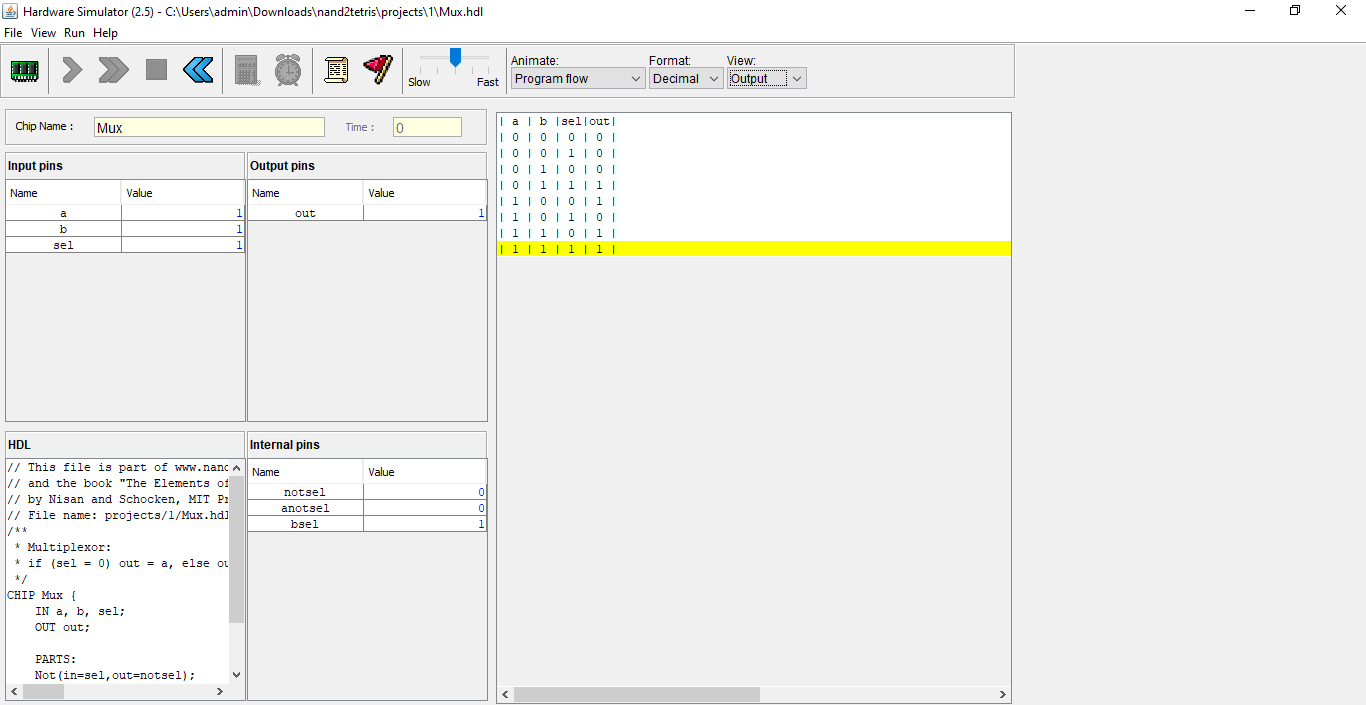 Hardware Simulator (2.5) - C:\Users\admin\Downloads\nand2tetris\projects\1\Mux.hdl
File View Run Help
Slow Fast
Animate: Format: View:
Program flow Decimal Output
Chip Name : Mux Time : 0
Input pins
Name Value
a 1
b 1
sel 1
Output pins
Name Value
out 1
HDL
// This file is part of www.nand
// and the book "The Elements of
// by Nisan and Schocken, MIT Pr
// File name: projects/1/Mux.hdl
/**
* Multiplexor:
* if (sel = 0) out = a, else ou
*/
CHIP Mux {
IN a, b, sel;
OUT out;
PARTS:
Not(in=sel,out=notsel);
Internal pins
Name Value
notsel 0
anotsel 0
bsel 1
| a | b |sel|out|
| 0 | 0 | 0 | 0 |
| 0 | 0 | 1 | 0 |
| 0 | 1 | 0 | 0 |
| 0 | 1 | 1 | 1 |
| 1 | 0 | 0 | 1 |
| 1 | 0 | 1 | 0 |
| 1 | 1 | 0 | 1 |
| 1 | 1 | 1 | 1 |